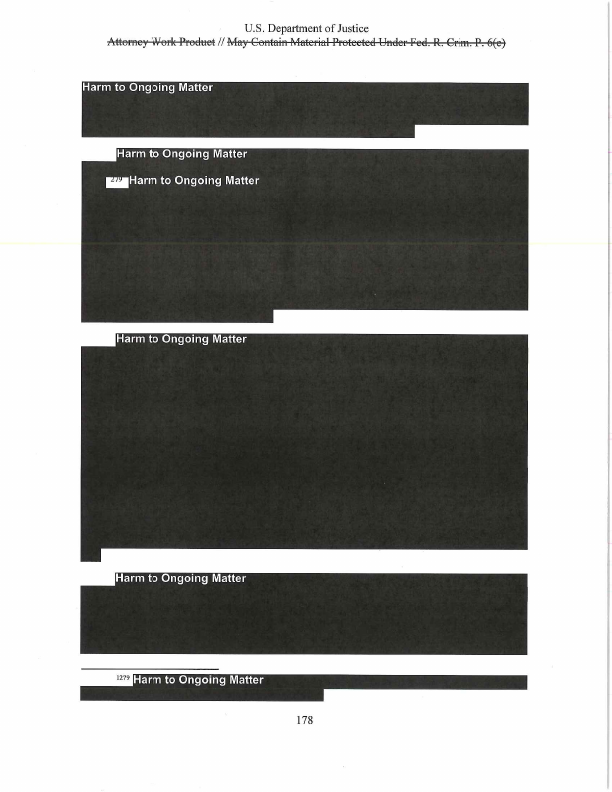 U.S. Department of Justice
Attorney Work Product // May Contain Material Protected Under Fed. R. Crim. P. 6(e)
Harm to Ongoing Matter
Harm to Ongoing Matter
279 Harm to Ongoing Matter
Harm to Ongoing Matter
Harm to Ongoing Matter
1279 Harm to Ongoing Matter
178